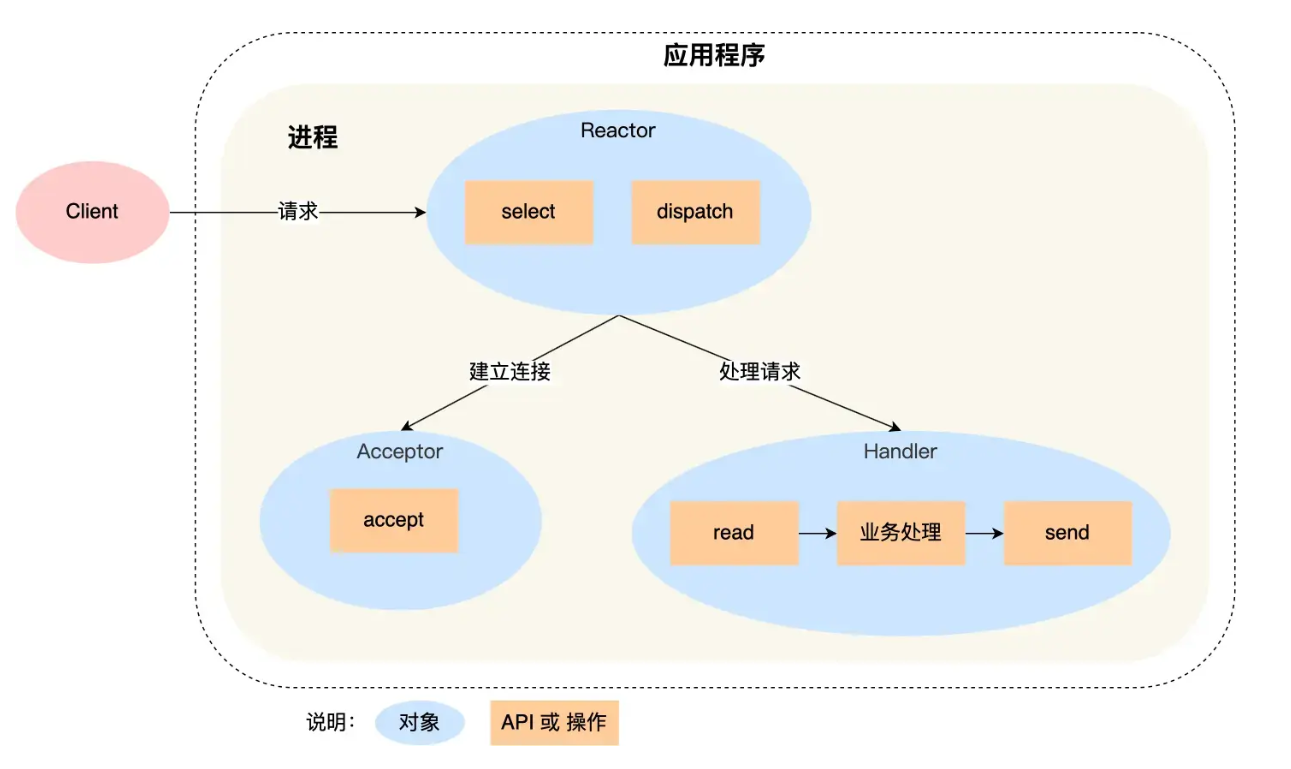 应用程序
进程
Reactor
select
dispatch
Client
请求
建立连接
处理请求
Acceptor
accept
Handler
read
业务处理
send
说明：
对象
API 或 操作